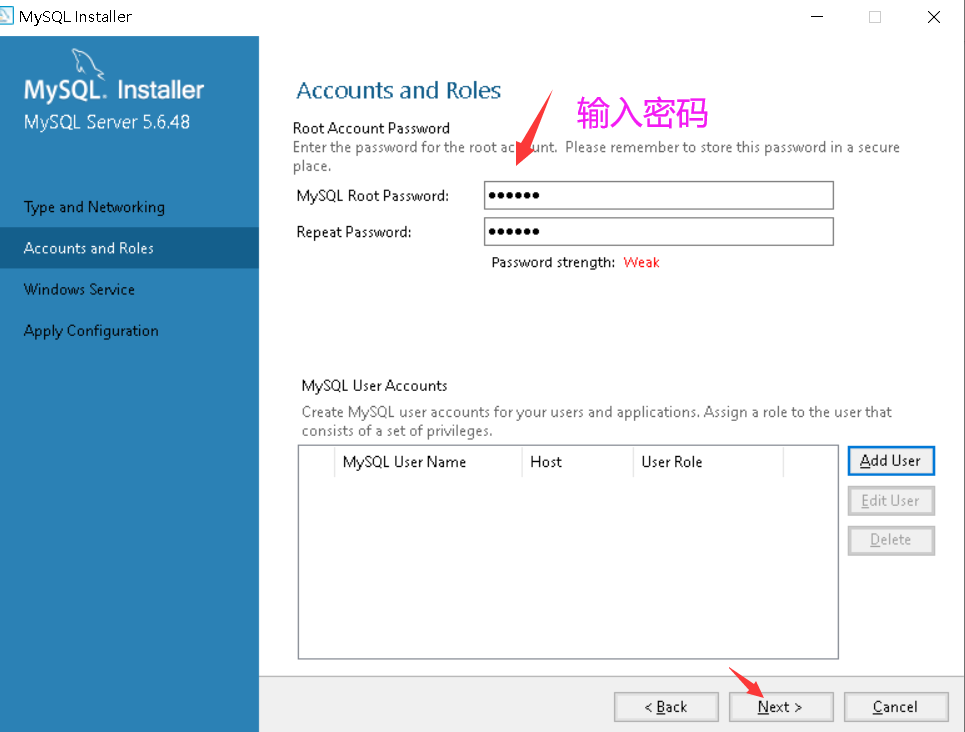 MySQL Installer
MySQL. Installer
MySQL Server 5.6.48
Type and Networking
Accounts and Roles
Windows Service
Apply Configuration
Accounts and Roles
输入密码
Root Account Password
Enter the password for the root account. Please remember to store this password in a secure
place.
MySQL Root Password: ●●●●●●
Repeat Password: ●●●●●●
Password strength: Weak
MySQL User Accounts
Create MySQL user accounts for your users and applications. Assign a role to the user that
consists of a set of privileges.
MySQL User Name Host User Role
Add User
Edit User
Delete
< Back Next > Cancel